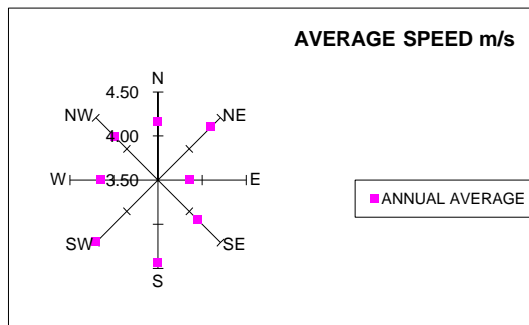 AVERAGE SPEED m/s
N
4.50
NW
NE
4.00
W
3.50
E
SW
SE
S
ANNUAL AVERAGE